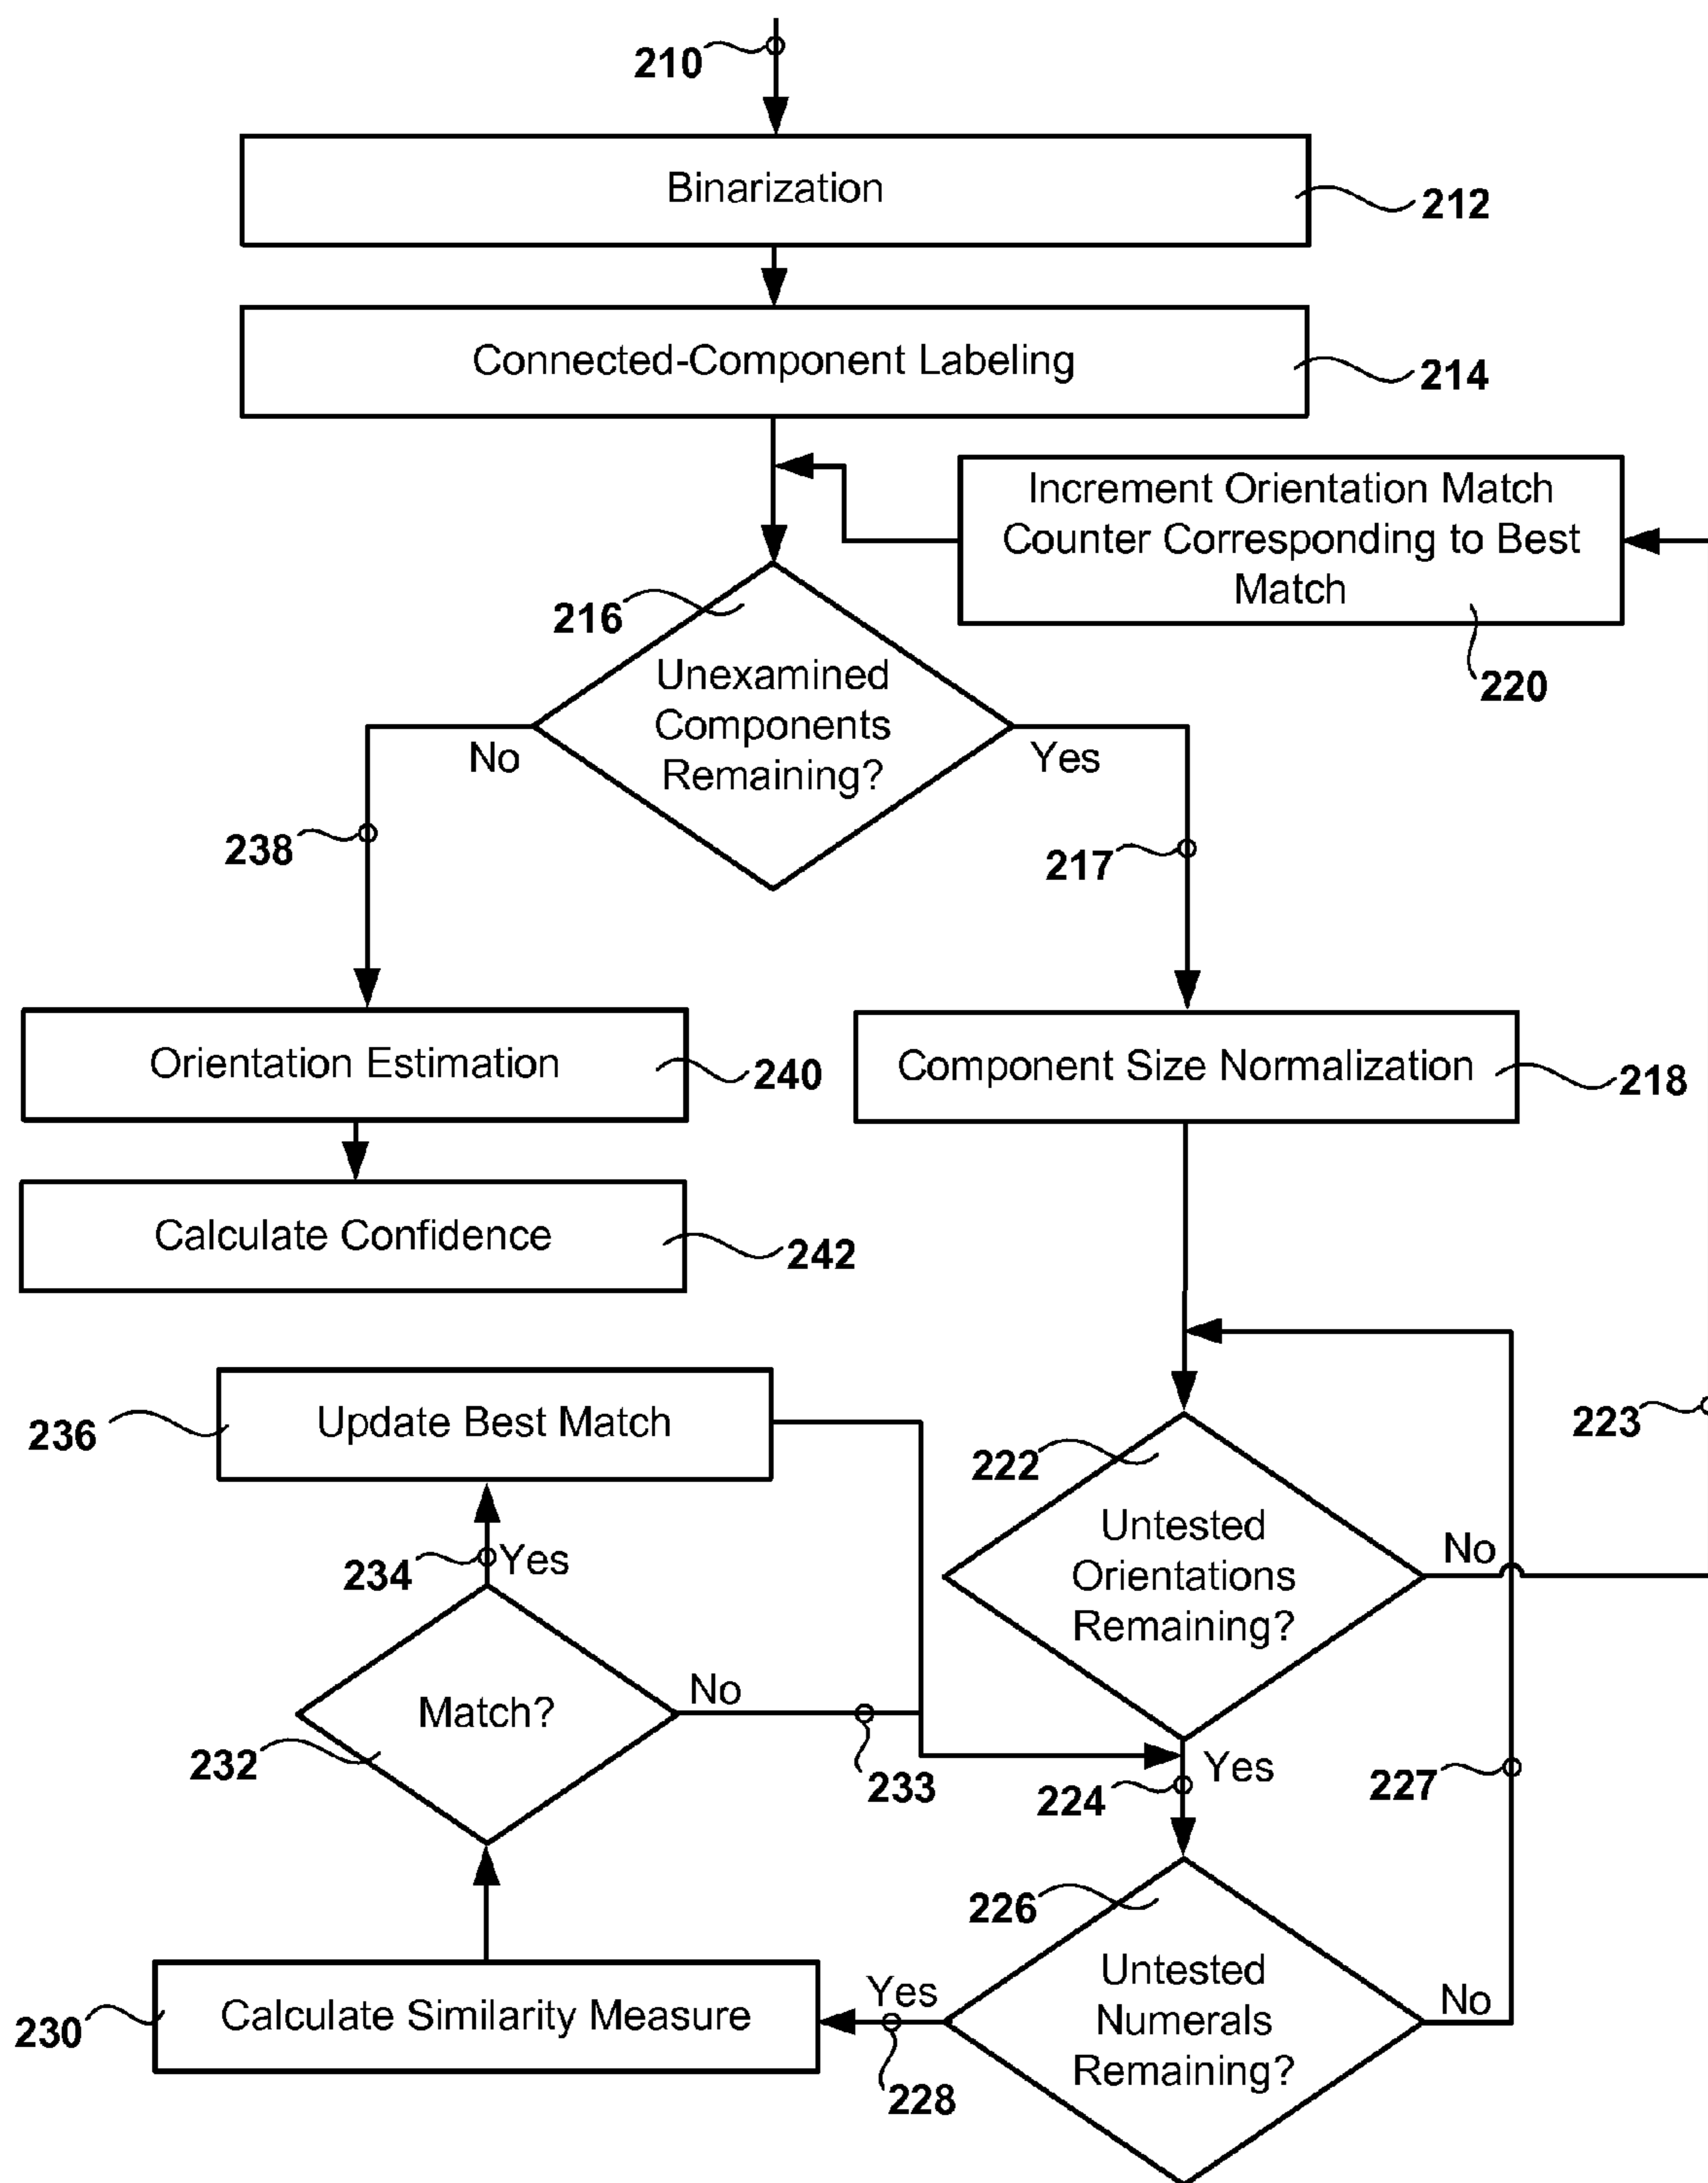 210
Binarization
212
Connected-Component Labeling
214
Increment Orientation Match
Counter Corresponding to Best
Match
220
216
Unexamined
Components
Remaining?
No
Yes
238
217
Orientation Estimation
240
Component Size Normalization
218
Calculate Confidence
242
236
Update Best Match
223
222
Untested
Orientations
Remaining?
No
234
Yes
Match?
No
232
233
Yes
224
227
226
Untested
Numerals
Remaining?
No
Yes
228
Calculate Similarity Measure
230